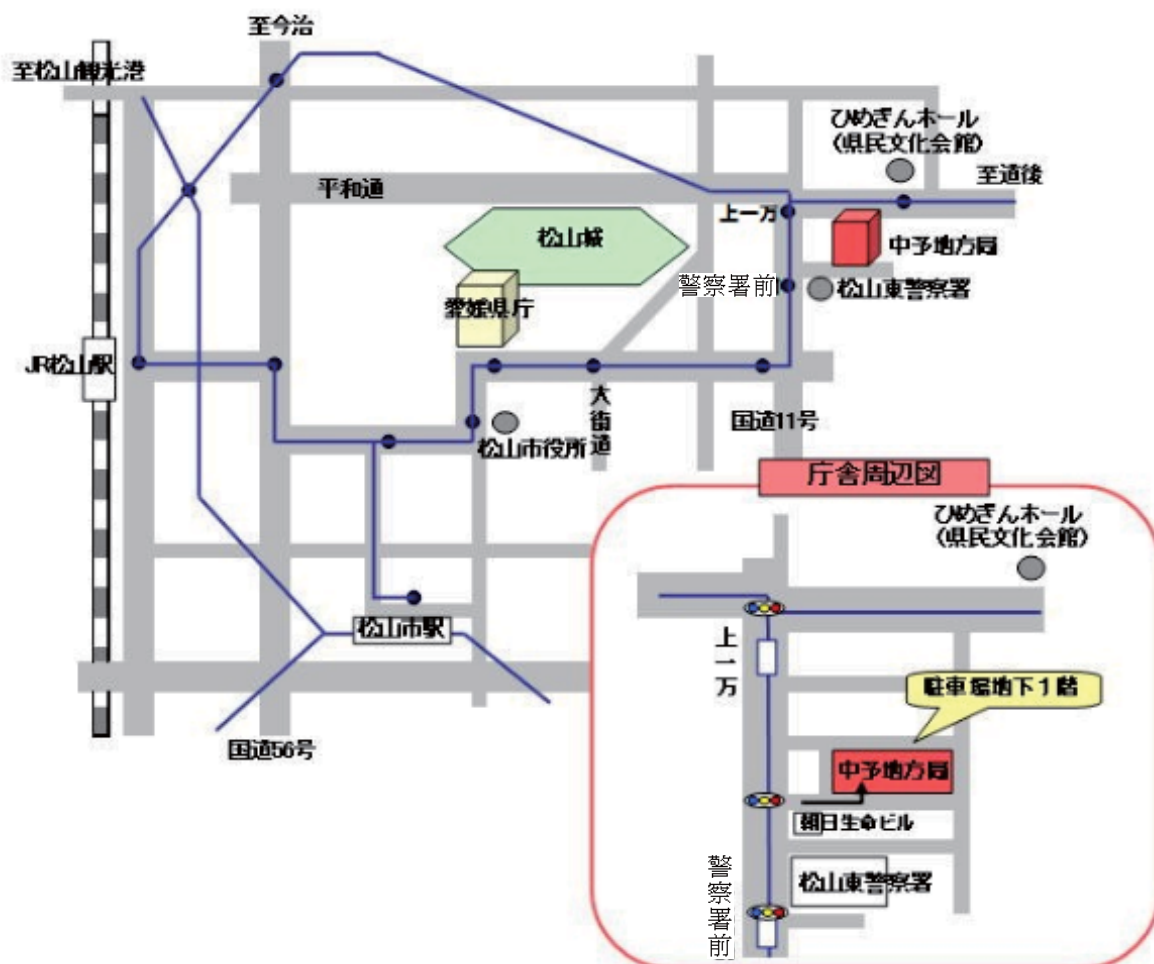 至今治
至松山観光港
ひめぎんホール
(県民文化会館)
平和通
至道後
上一万
松山城
中予地方局
警察署前
松山東警察署
愛媛県庁
JR松山駅
大街道
国道11号
松山市役所
庁舎周辺図
ひめぎんホール
(県民文化会館)
松山市駅
上一万
駐車場地下1階
国道56号
中予地方局
朝日生命ビル
警察署前
松山東警察署